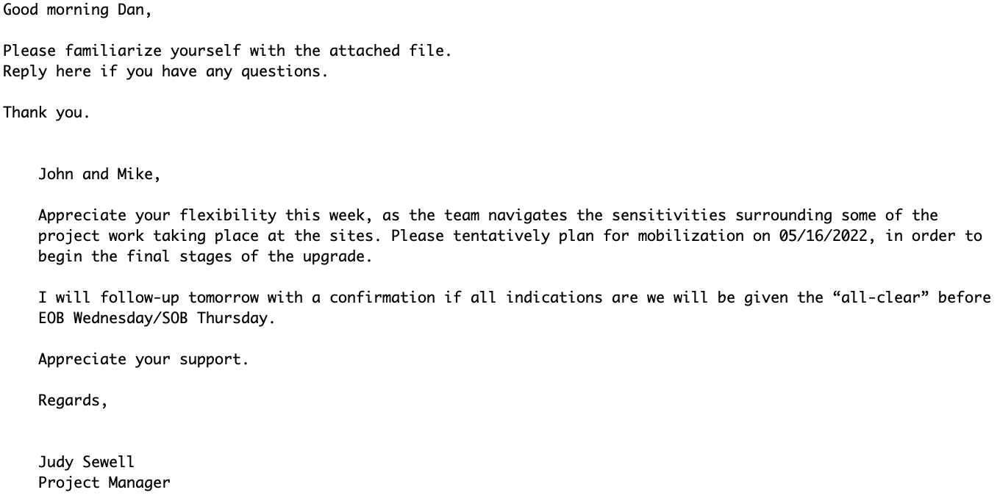 Good morning Dan,
Please familiarize yourself with the attached file.
Reply here if you have any questions.
Thank you.
John and Mike,
Appreciate your flexibility this week, as the team navigates the sensitivities surrounding some of the
project work taking place at the sites. Please tentatively plan for mobilization on 05/16/2022, in order to
begin the final stages of the upgrade.
I will follow-up tomorrow with a confirmation if all indications are we will be given the “all-clear” before
EOB Wednesday/SOB Thursday.
Appreciate your support.
Regards,
Judy Sewell
Project Manager